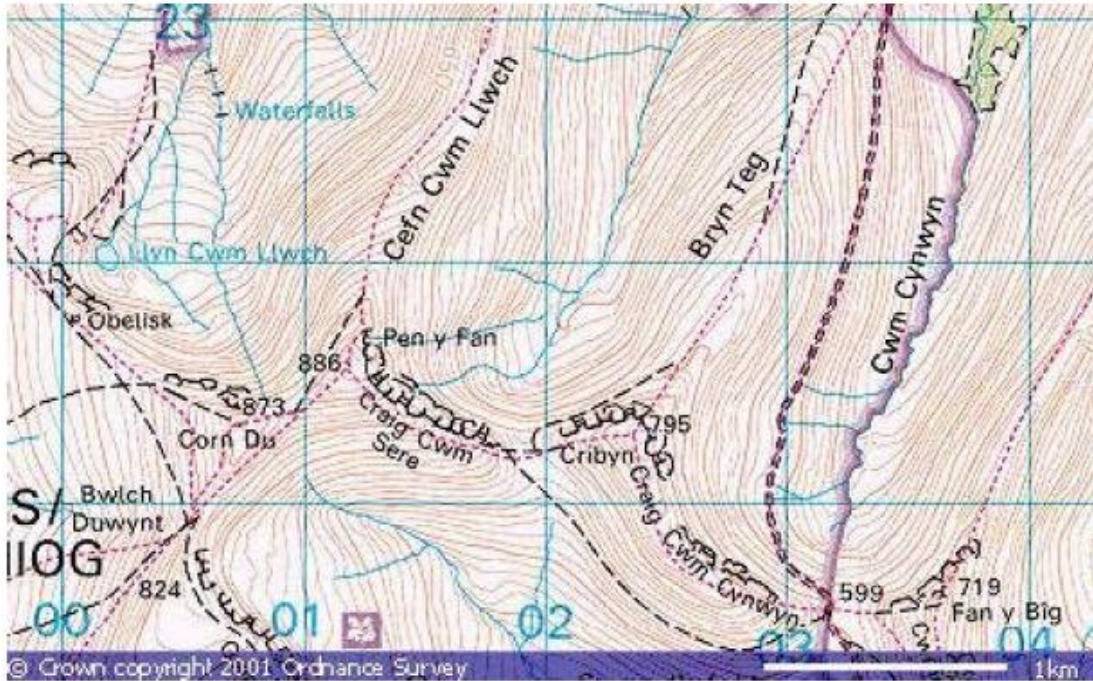 23
Waterfalls
Cefn Cwm Llwch
Bryn Teg
Cwm Cynwyn
Llyn Cwm Llwch
Obelisk
Pen y Fan
886
873
Corn Du
Craig Cwm
Sere
795
Cribyn
Craig Cwm Cynwyn
Bwlch
Duwynt
S/
IIOG
824
599
719
Fan y Big
00
01
02
03
04
© Crown copyright 2001 Ordnance Survey
1km